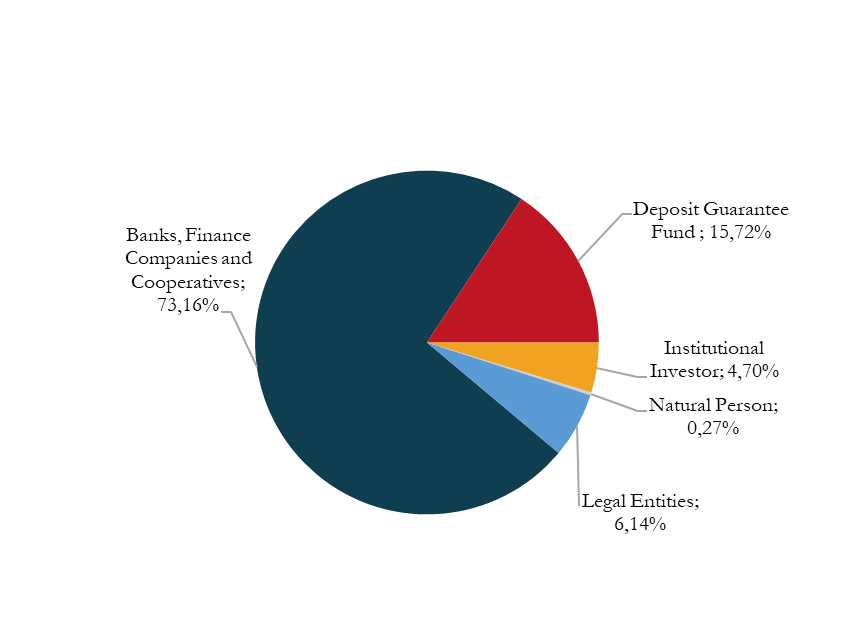 Deposit Guarantee
Fund ; 15,72%
Banks, Finance
Companies and
Cooperatives;
73,16%
Institutional
Investor; 4,70%
Natural Person;
0,27%
Legal Entities;
6,14%